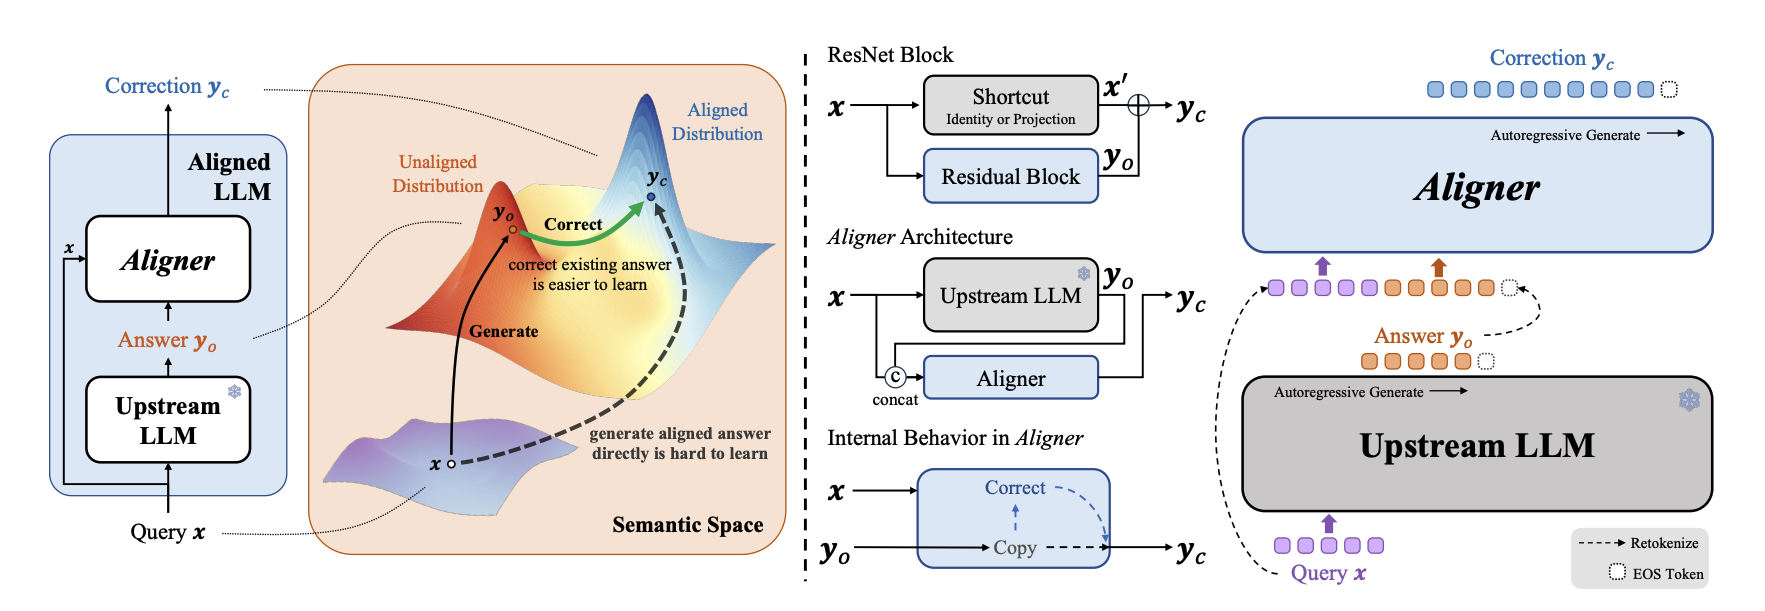 Correction y_c
Aligned
LLM
x
Aligner
Answer y_o
Upstream
LLM
Query x
Aligned
Distribution
Unaligned
Distribution
y_c
y_o
Correct
correct existing answer
is easier to learn
Generate
generate aligned answer
directly is hard to learn
x
Semantic Space
ResNet Block
x
Shortcut
Identity or Projection
x′
y_c
Residual Block
y_o
Aligner Architecture
x
Upstream LLM
y_o
y_c
c
concat
Aligner
Internal Behavior in Aligner
x
Correct
y_o
Copy
y_c
Correction y_c
Autoregressive Generate
Aligner
Answer y_o
Autoregressive Generate
Upstream LLM
Query x
Retokenize
EOS Token